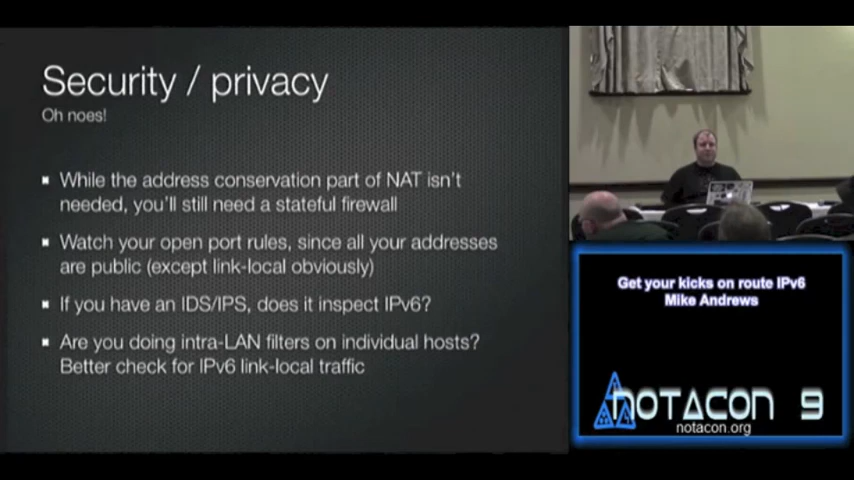 Security / privacy
Oh noes!
While the address conservation part of NAT isn't
needed, you'll still need a stateful firewall
Watch your open port rules, since all your addresses
are public (except link-local obviously)
If you have an IDS/IPS, does it inspect IPv6?
Are you doing intra-LAN filters on individual hosts?
Better check for IPv6 link-local traffic
Get your kicks on route IPv6
Mike Andrews
NOTACON 9
notacon.org